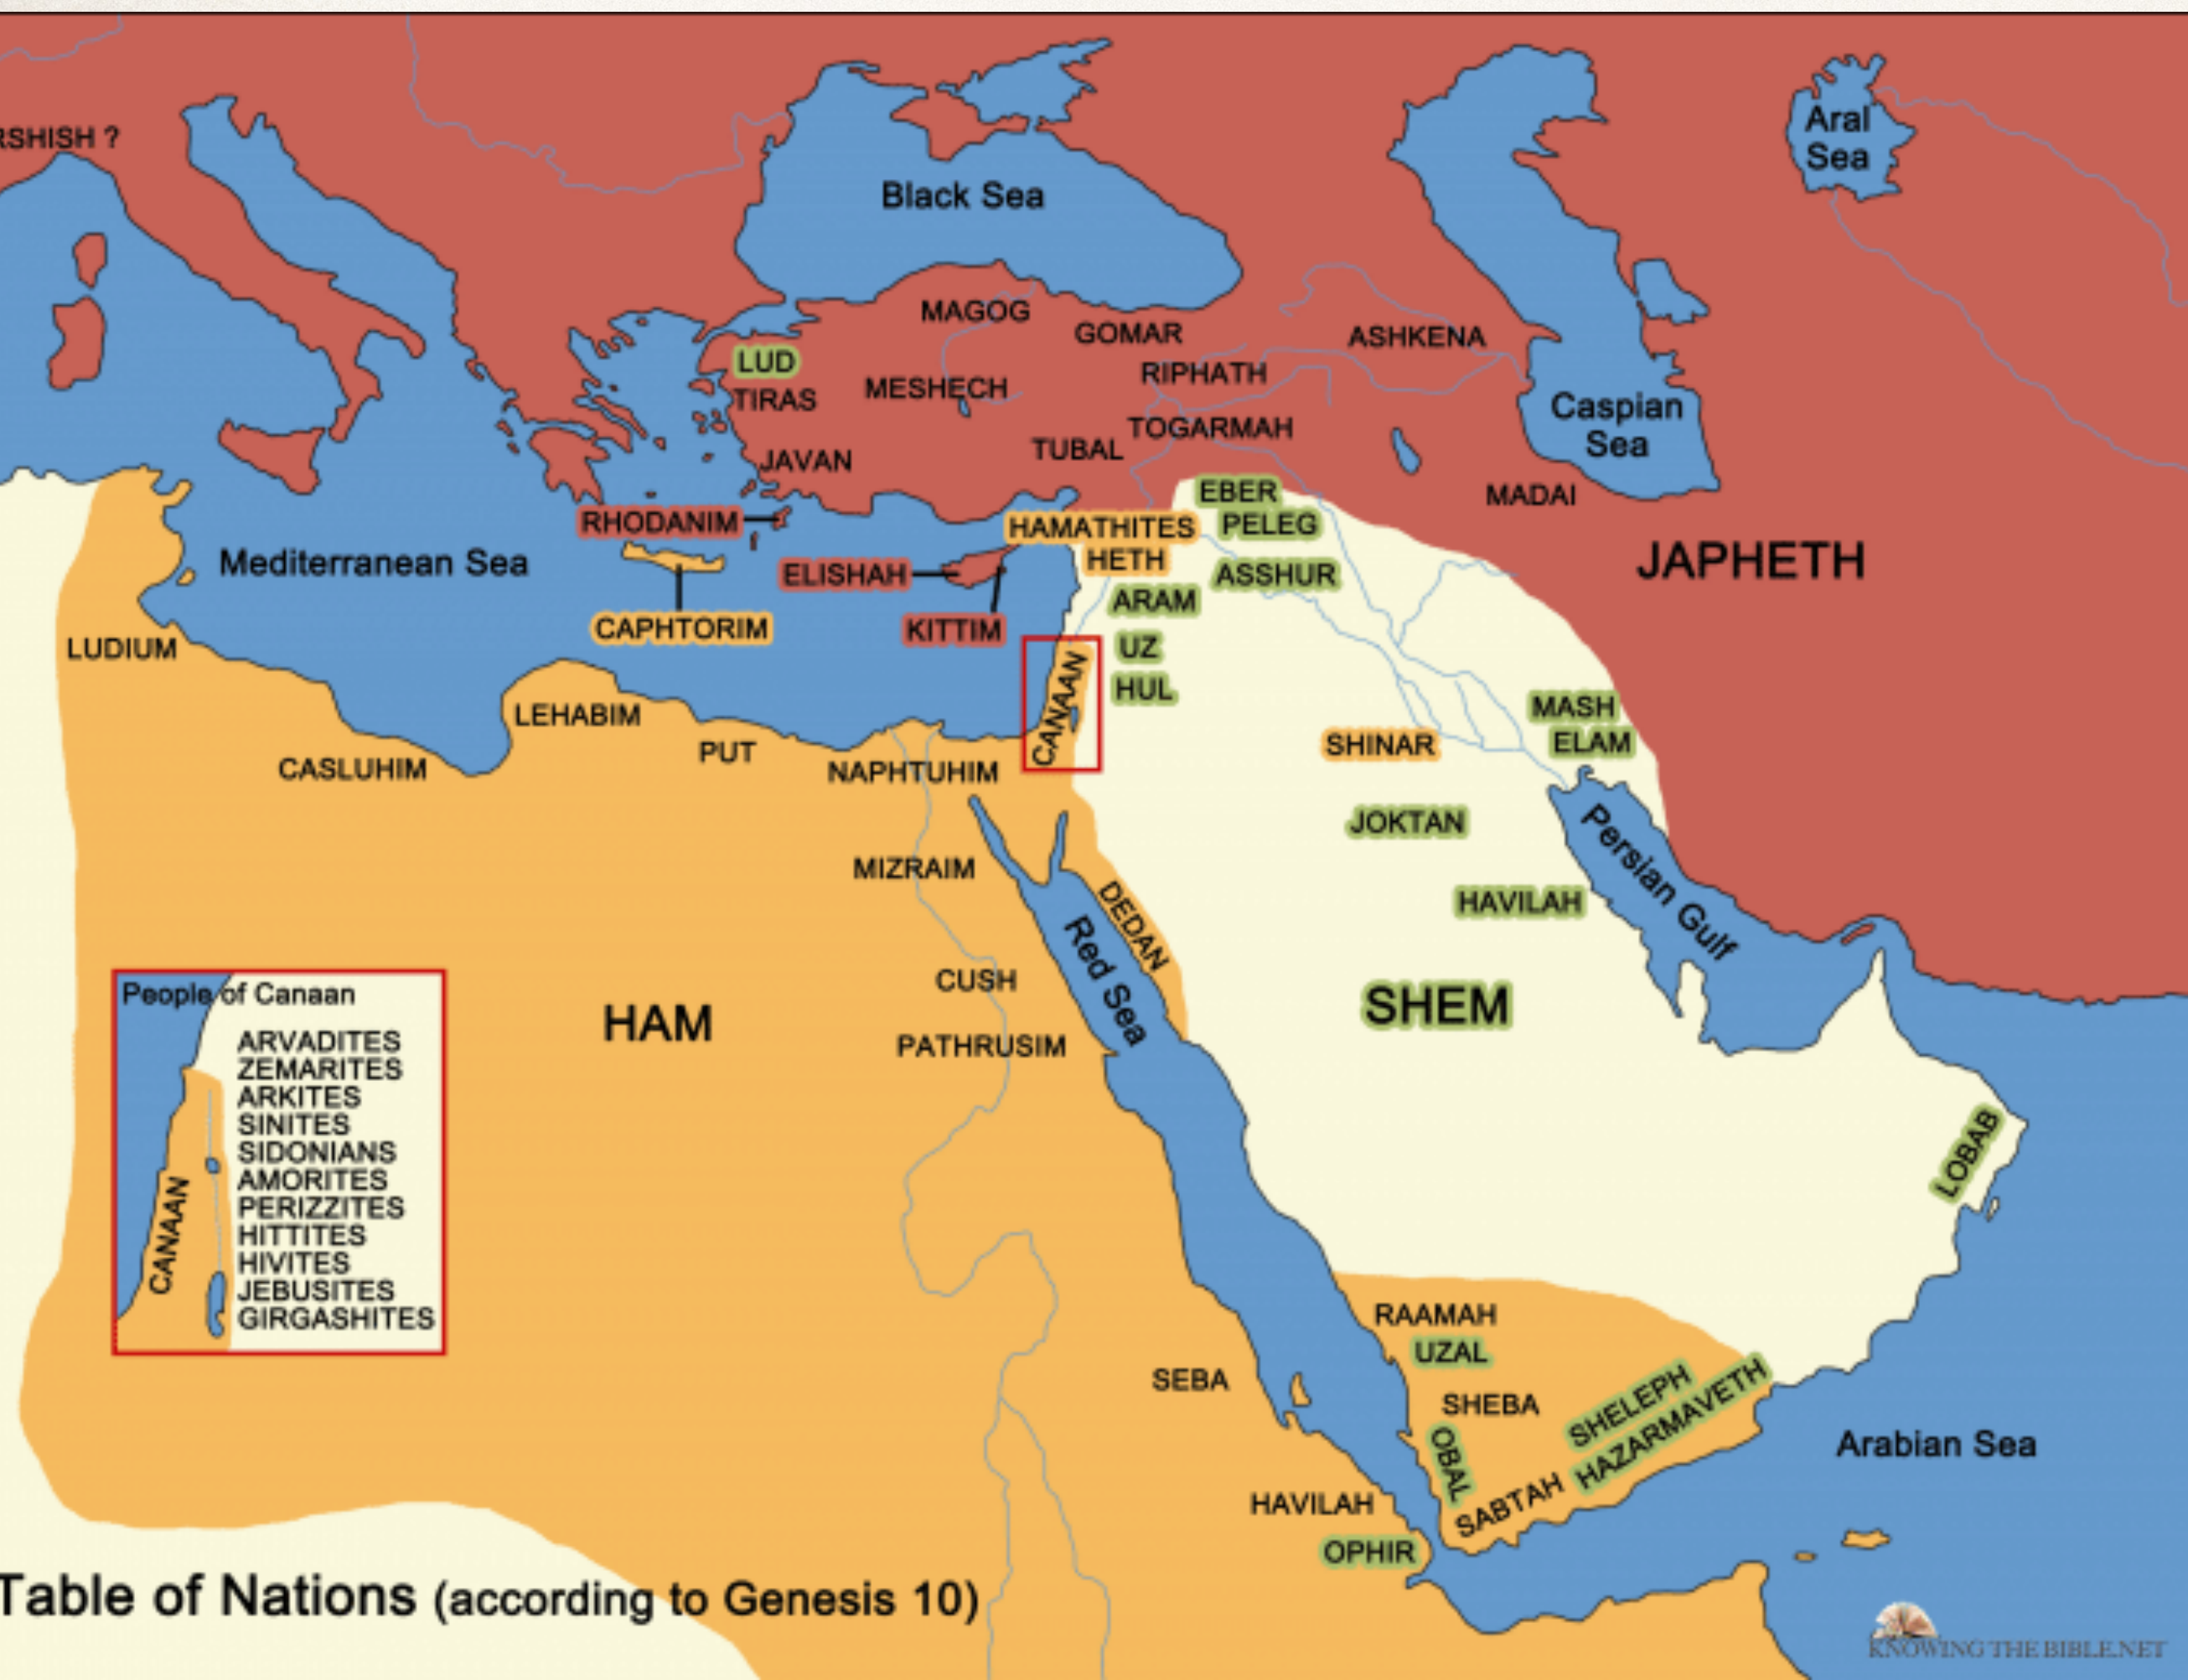 RSHISH ?
Aral
Sea
Black Sea
MAGOG
GOMAR
ASHKENA
LUD
RIPHATH
MESHECH
TIRAS
Caspian
Sea
TOGARMAH
TUBAL
JAVAN
EBER
MADAI
RHODANIM
HAMATHITES
PELEG
Mediterranean Sea
HETH
JAPHETH
ELISHAH
ASSHUR
ARAM
CAPHTORIM
KITTIM
LUDIUM
UZ
HUL
CANAAN
MASH
LEHABIM
SHINAR
ELAM
PUT
CASLUHIM
NAPHTUHIM
JOKTAN
Persian Gulf
MIZRAIM
DEDAN
HAVILAH
Red Sea
CUSH
People of Canaan
SHEM
HAM
PATHRUSIM
ARVADITES
ZEMARITES
ARKITES
SINITES
SIDONIANS
AMORITES
PERIZZITES
HITTITES
HIVITES
JEBUSITES
GIRGASHITES
CANAAN
LOBAB
RAAMAH
UZAL
SEBA
SHEBA
SHELEPH
HAZARMAVETH
OBAL
Arabian Sea
HAVILAH
SABTAH
OPHIR
Table of Nations (according to Genesis 10)
KNOWING THE BIBLE.NET